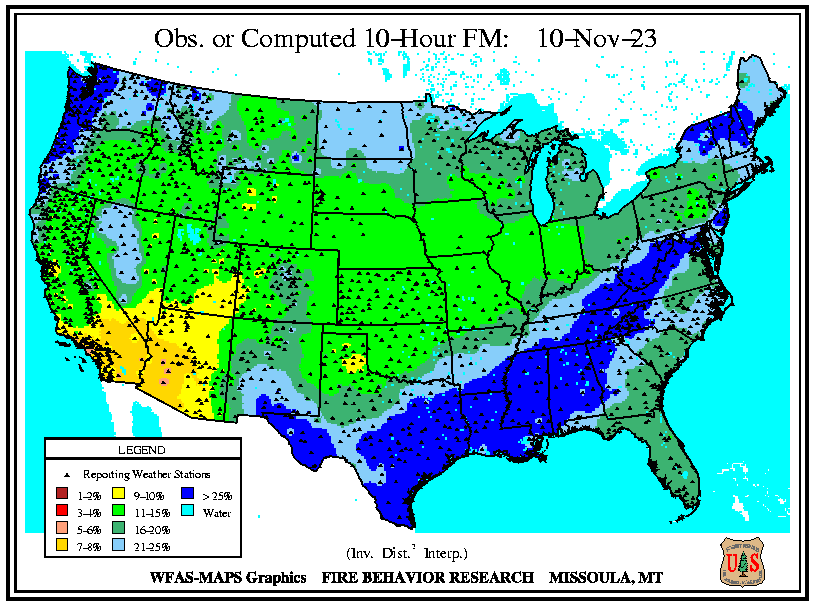 Obs. or Computed 10-Hour FM: 10-Nov-23
LEGEND
Reporting Weather Stations
1-2% 9-10% > 25%
3-4% 11-15% Water
5-6% 16-20%
7-8% 21-25%
(Inv. Dist.² Interp.)
WFAS-MAPS Graphics FIRE BEHAVIOR RESEARCH MISSOULA, MT
U S